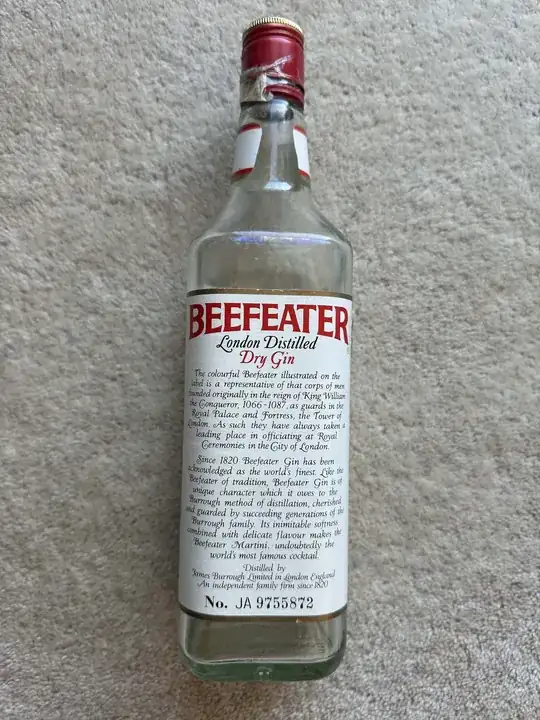 BEEFEATER
London Distilled
Dry Gin
The colourful Beefeater illustrated on the
label is a representative of that corps of men
founded originally in the reign of King William
the Conqueror, 1066-1087, as guards in the
Royal Palace and Fortress, the Tower of
London. As such they have always taken a
leading place in officiating at Royal
Ceremonies in the City of London.
Since 1820 Beefeater Gin has been
acknowledged as the world's finest. Like the
Beefeater of tradition, Beefeater Gin is of
unique character which it owes to the
Burrough method of distillation, cherished
and guarded by succeeding generations of the
Burrough family. Its inimitable softness
combined with delicate flavour makes the
Beefeater Martini, undoubtedly the
world's most famous cocktail.
Distilled by
James Burrough Limited in London England
An independent family firm since 1820
No. JA 9755872